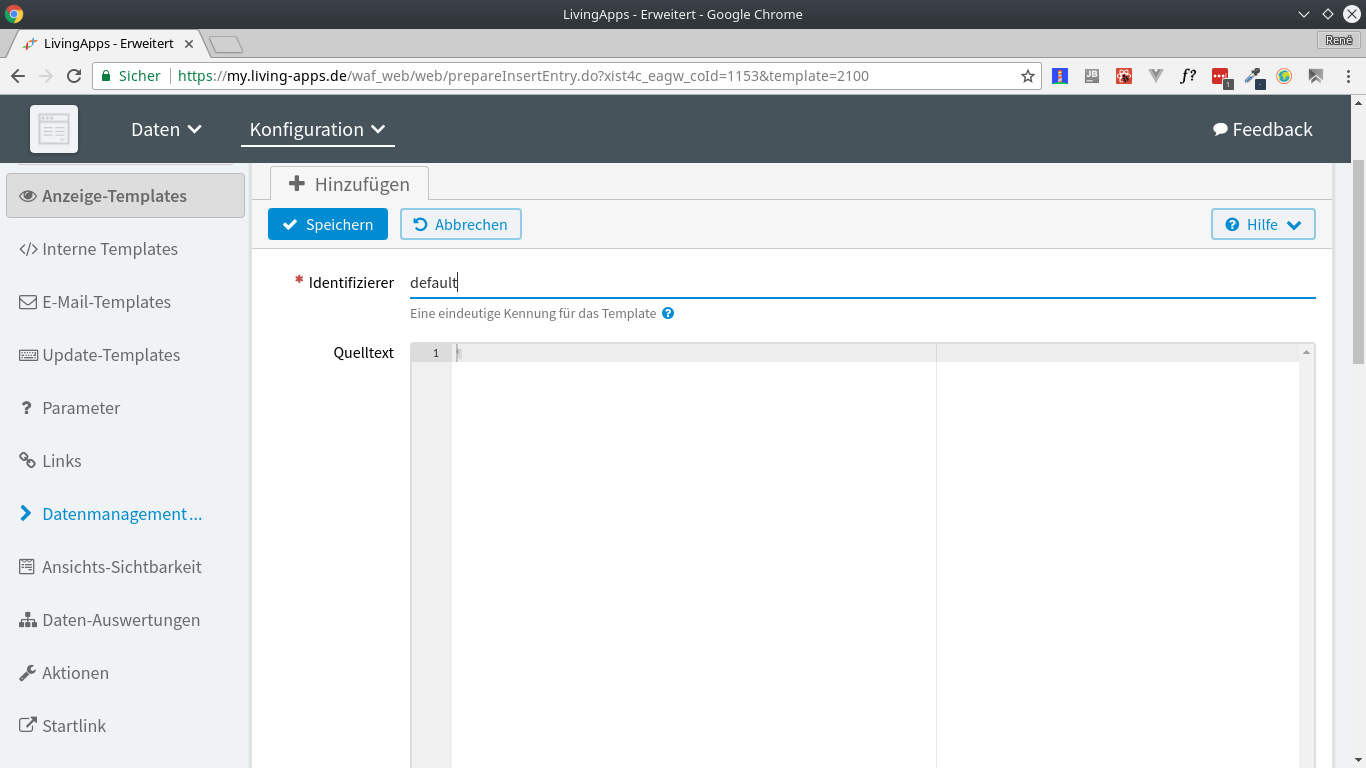 LivingApps - Erweitert - Google Chrome
LivingApps - Erweitert
René
Sicher
https://my.living-apps.de/waf_web/web/prepareInsertEntry.do?xist4c_eagw_coId=1153&template=2100
JB
f?
1
Daten
Konfiguration
Feedback
Anzeige-Templates
Interne Templates
E-Mail-Templates
Update-Templates
Parameter
Links
Datenmanagement...
Ansichts-Sichtbarkeit
Daten-Auswertungen
Aktionen
Startlink
Hinzufügen
Speichern
Abbrechen
Hilfe
* Identifizierer
default
Eine eindeutige Kennung für das Template
Quelltext
1